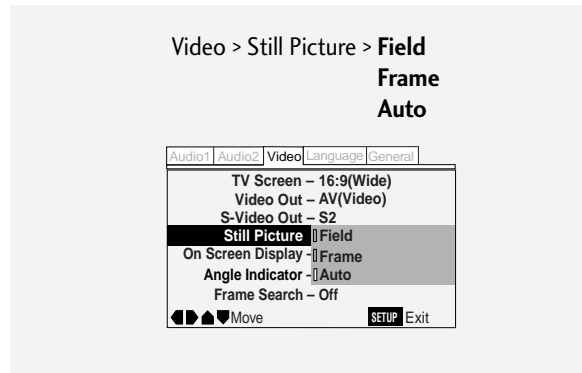 Video > Still Picture > Field
Frame
Auto
Audio1 Audio2 Video Language General
TV Screen – 16:9(Wide)
Video Out – AV(Video)
S-Video Out – S2
Still Picture Field
On Screen Display - Frame
Angle Indicator - Auto
Frame Search – Off
Move SETUP Exit